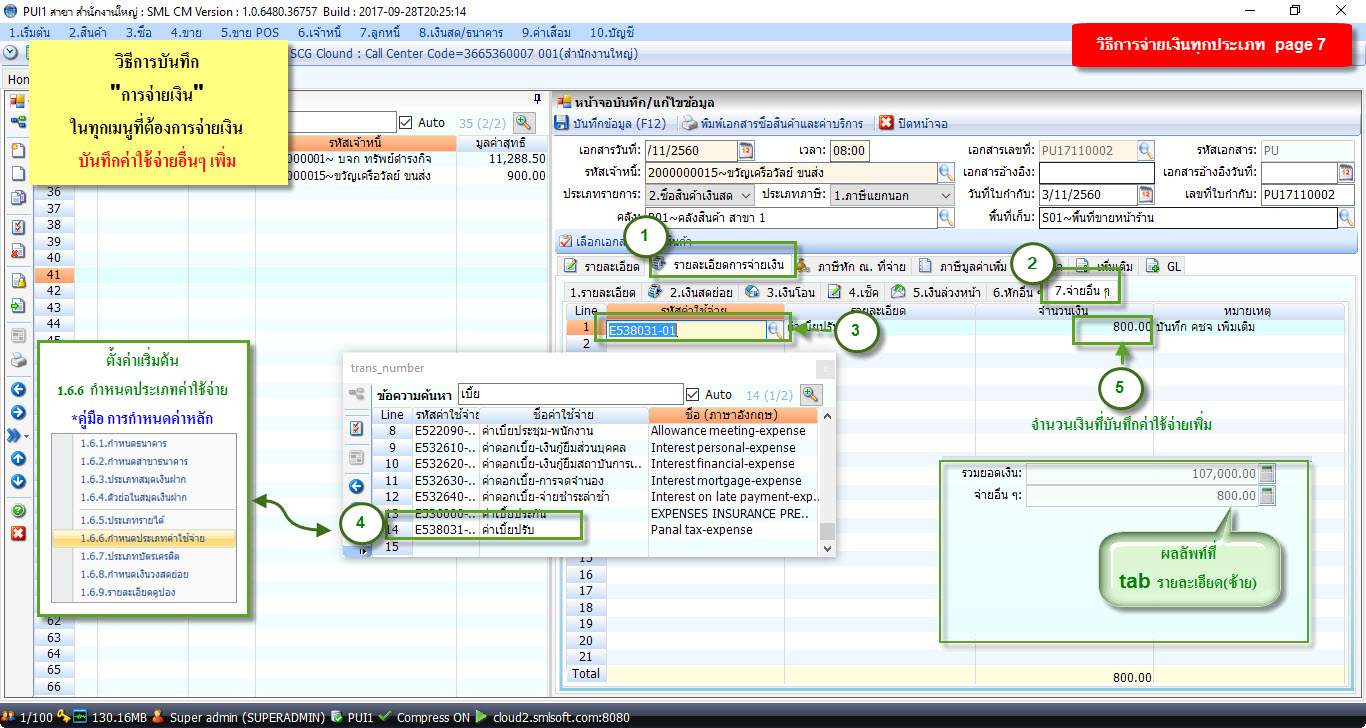 PUI1 สาขา สำนักงานใหญ่ : SML CM Version : 1.0.6480.36757 Build : 2017-09-28T20:25:14
1.เริ่มต้น 2.สินค้า 3.ซื้อ 4.ขาย 5.ขาย POS 6.เจ้าหนี้ 7.ลูกหนี้ 8.เงินสด/ธนาคาร 9.ค่าเสื่อม 10.บัญชี
SCG Clound : Call Center Code=3665360007 001(สำนักงานใหญ่)
วิธีการจ่ายเงินทุกประเภท page 7
วิธีการบันทึก
"การจ่ายเงิน"
ในทุกเมนูที่ต้องการจ่ายเงิน
บันทึกค่าใช้จ่ายอื่นๆ เพิ่ม
Auto 35 (2/2)
รหัสเจ้าหนี้ มูลค่าสุทธิ
000001~ บจก ทรัพย์ดำรงกิจ 11,288.50
000015~ขวัญเครือวัลย์ ขนส่ง 900.00
36
37
38
39
40
41
42
43
44
หน้าจอบันทึก/แก้ไขข้อมูล
บันทึกข้อมูล (F12) พิมพ์เอกสารซื้อสินค้าและค่าบริการ ปิดหน้าจอ
เอกสารวันที่: /11/2560 เวลา: 08:00 เอกสารเลขที่: PU17110002 รหัสเอกสาร: PU
รหัสเจ้าหนี้: 2000000015~ขวัญเครือวัลย์ ขนส่ง เอกสารอ้างอิง: เอกสารอ้างอิงวันที่:
ประเภทรายการ: 2.ซื้อสินค้าเงินสด ประเภทภาษี: 1.ภาษีแยกนอก วันที่ใบกำกับ: 3/11/2560 เลขที่ใบกำกับ: PU17110002
คลัง: S01~คลังสินค้า สาขา 1 พื้นที่เก็บ: S01~พื้นที่ขายหน้าร้าน
1
2
รายละเอียด รายละเอียดการจ่ายเงิน ภาษีหัก ณ. ที่จ่าย ภาษีมูลค่าเพิ่ม เพิ่มเติม GL
1.รายละเอียด 2.เงินสดย่อย 3.เงินโอน 4.เช็ค 5.เงินล่วงหน้า 6.หักอื่น ๆ 7.จ่ายอื่น ๆ
Line รหัสค่าใช้จ่าย รายละเอียด จำนวนเงิน หมายเหตุ
1 E538031-01 ค่าเบี้ยปรับ 800.00 บันทึก คชจ เพิ่มเติม
2
3
5
จำนวนเงินที่บันทึกค่าใช้จ่ายเพิ่ม
trans_number
ข้อความค้นหา เบี้ย Auto 14 (1/2)
Line รหัสค่าใช้จ่าย ชื่อค่าใช้จ่าย ชื่อ (ภาษาอังกฤษ)
8 E522090-.. ค่าเบี้ยประชุม-พนักงาน Allowance meeting-expense
9 E532610-.. ค่าดอกเบี้ย-เงินกู้ยืมส่วนบุคคล Interest personal-expense
10 E532620-.. ค่าดอกเบี้ย-เงินกู้ยืมสถาบันการเ... Interest financial-expense
11 E532630-.. ค่าดอกเบี้ย-การจดจำนอง Interest mortgage-expense
12 E532640-.. ค่าดอกเบี้ย-จ่ายชำระล่าช้า Interest on late payment-exp..
13 E536000-.. ค่าเบี้ยประกัน EXPENSES INSURANCE PRE..
14 E538031-.. ค่าเบี้ยปรับ Panal tax-expense
15
4
ตั้งค่าเริ่มต้น
1.6.6 กำหนดประเภทค่าใช้จ่าย
*คู่มือ การกำหนดค่าหลัก
1.6.1.กำหนดธนาคาร
1.6.2.กำหนดสาขาธนาคาร
1.6.3.ประเภทสมุดเงินฝาก
1.6.4.ตัวย่อในสมุดเงินฝาก
1.6.5.ประเภทรายได้
1.6.6.กำหนดประเภทค่าใช้จ่าย
1.6.7.ประเภทบัตรเครดิต
1.6.8.กำหนดเงินวงสดย่อย
1.6.9.รายละเอียดคูปอง
62
63
64
65
66
รวมยอดเงิน: 107,000.00
จ่ายอื่น ๆ: 800.00
ผลลัพท์ที่
tab รายละเอียด(ซ้าย)
15
16
17
18
19
20
21
Total 800.00
1/100 130.16MB Super admin (SUPERADMIN) PUI1 Compress ON cloud2.smlsoft.com:8080